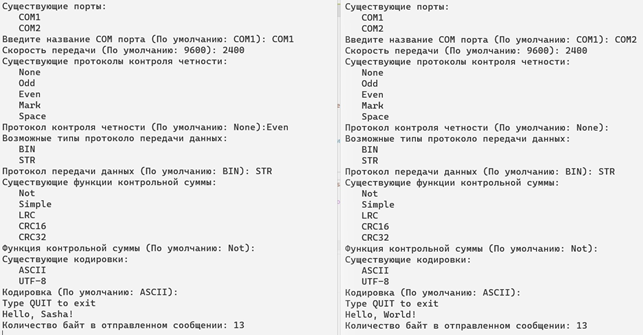 Существующие порты:
COM1
COM2
Введите название COM порта (По умолчанию: COM1): COM1
Скорость передачи (По умолчанию: 9600): 2400
Существующие протоколы контроля четности:
None
Odd
Even
Mark
Space
Протокол контроля четности (По умолчанию: None):Even
Возможные типы протоколо передачи данных:
BIN
STR
Протокол передачи данных (По умолчанию: BIN): STR
Существующие функции контрольной суммы:
Not
Simple
LRC
CRC16
CRC32
Функция контрольной суммы (По умолчанию: Not):
Существующие кодировки:
ASCII
UTF-8
Кодировка (По умолчанию: ASCII):
Type QUIT to exit
Hello, Sasha!
Количество байт в отправленном сообщении: 13
Существующие порты:
COM1
COM2
Введите название COM порта (По умолчанию: COM1): COM2
Скорость передачи (По умолчанию: 9600): 2400
Существующие протоколы контроля четности:
None
Odd
Even
Mark
Space
Протокол контроля четности (По умолчанию: None):
Возможные типы протоколо передачи данных:
BIN
STR
Протокол передачи данных (По умолчанию: BIN): STR
Существующие функции контрольной суммы:
Not
Simple
LRC
CRC16
CRC32
Функция контрольной суммы (По умолчанию: Not):
Существующие кодировки:
ASCII
UTF-8
Кодировка (По умолчанию: ASCII):
Type QUIT to exit
Hello, World!
Количество байт в отправленном сообщении: 13